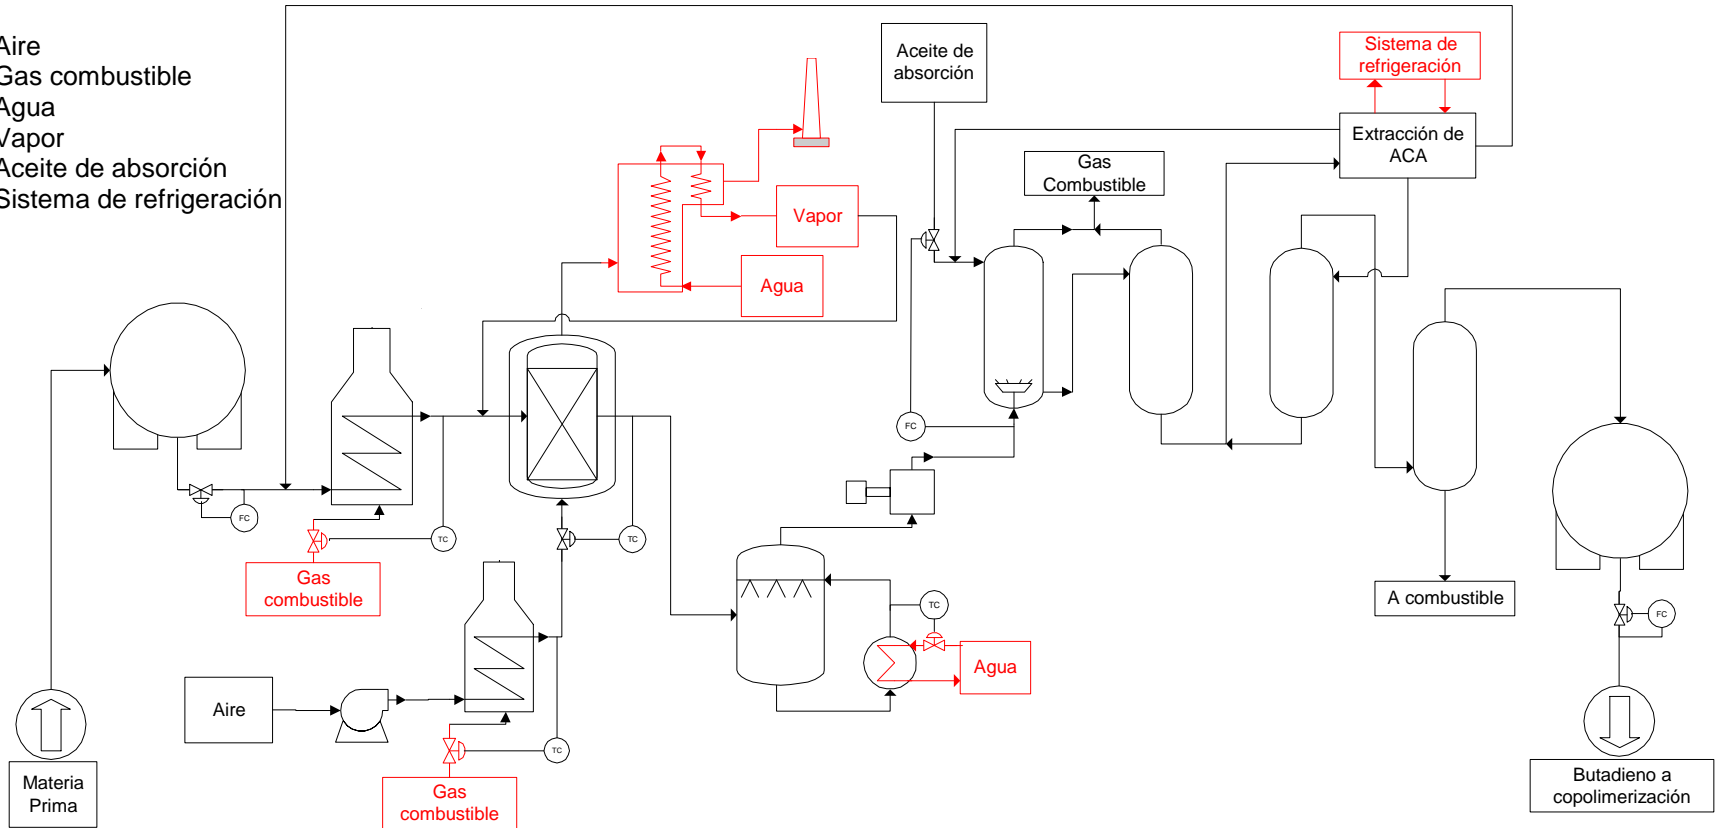 Aire
Gas combustible
Agua
Vapor
Aceite de absorción
Sistema de refrigeración
Aceite de
absorción
Sistema de
refrigeración
Extracción de
ACA
Gas
Combustible
Vapor
Agua
FC
FC
TC
TC
Gas
combustible
TC
A combustible
FC
Agua
Aire
TC
Gas
combustible
Materia
Prima
Butadieno a
copolimerización